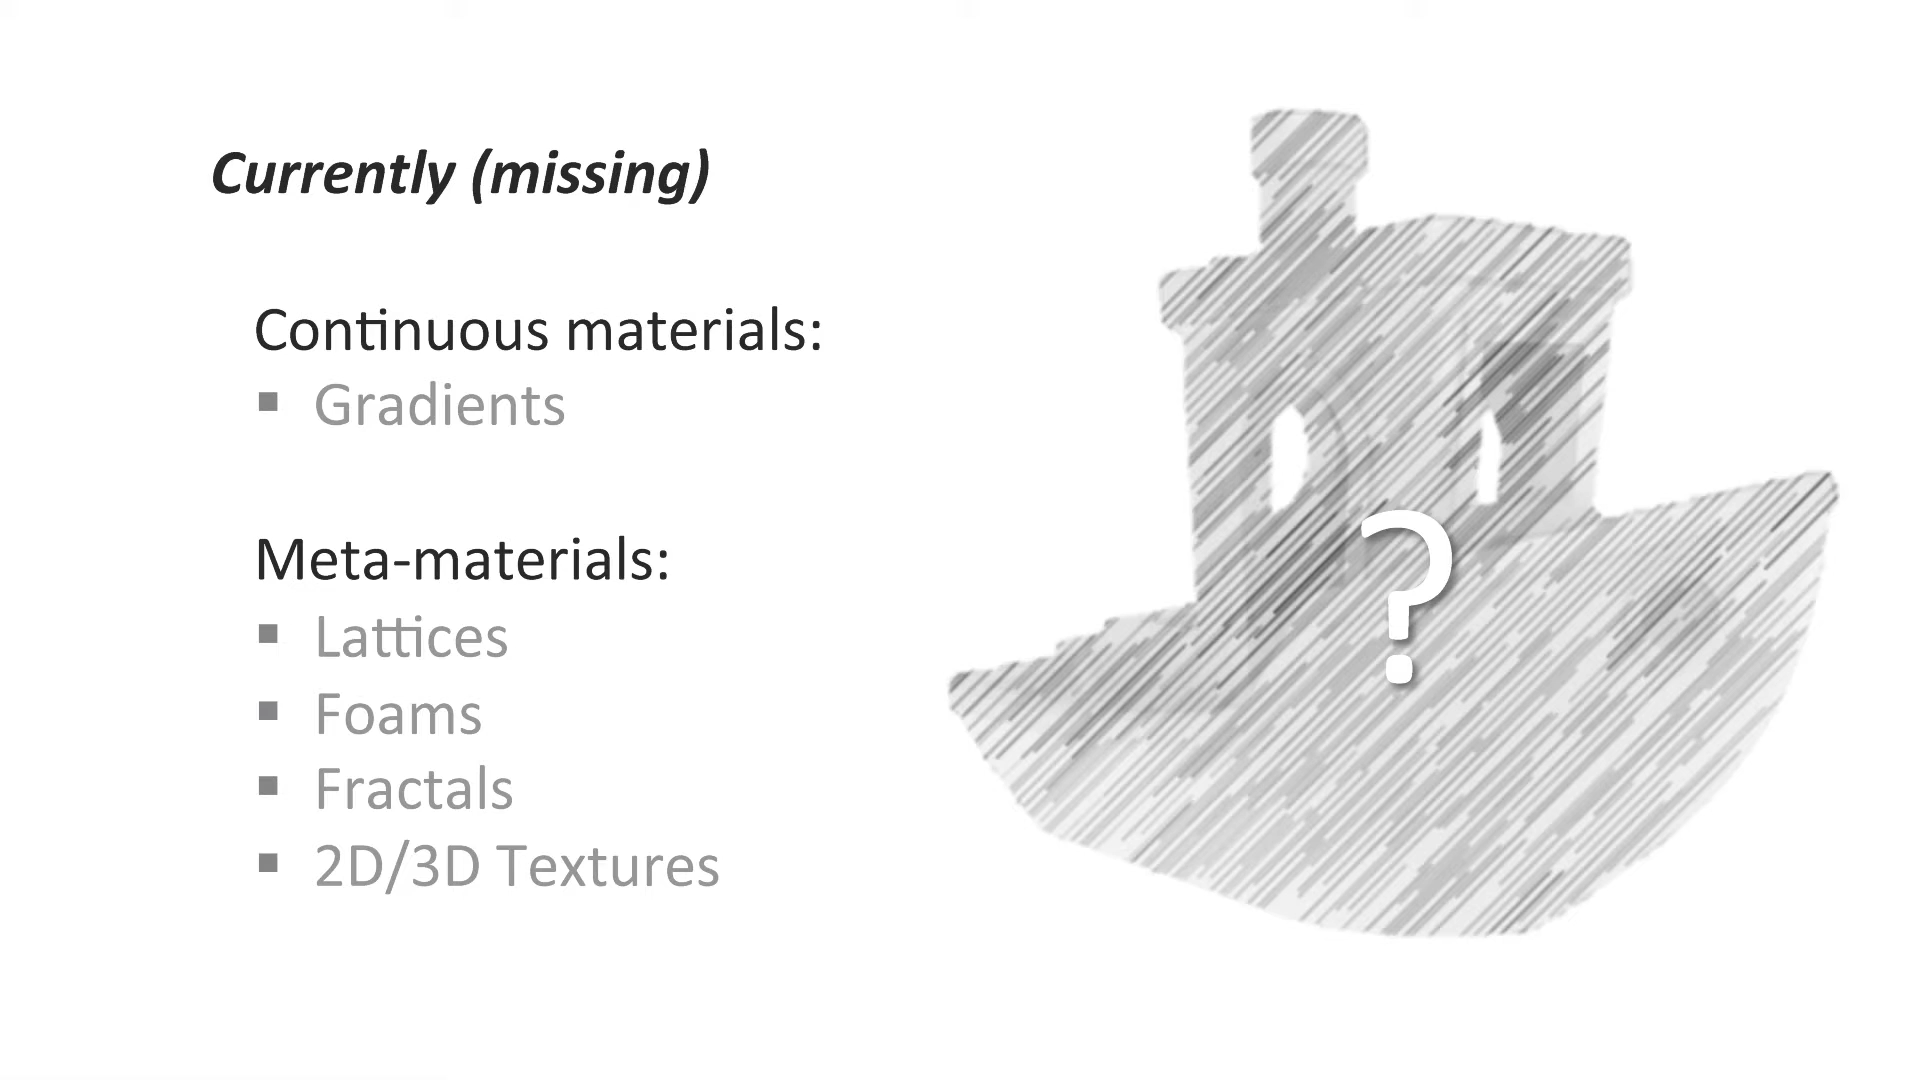 Currently (missing)
Continuous materials:
▪ Gradients
Meta-materials:
▪ Lattices
▪ Foams
▪ Fractals
▪ 2D/3D Textures
?